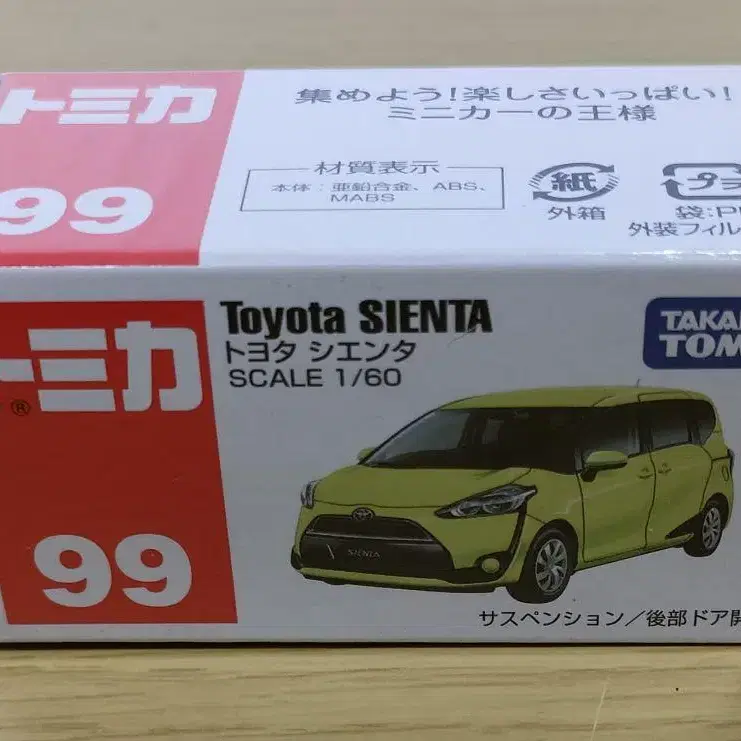 トミカ
99
集めよう!楽しさいっぱい!
ミニカーの王様
材質表示
本体:亜鉛合金、ABS、
MABS
紙
外箱
プラ
袋:P
外装フィル
トミカ
®
99
Toyota SIENTA
トヨタ シエンタ
SCALE 1/60
TAKA
TOM
SIENTA
サスペンション/後部ドア開